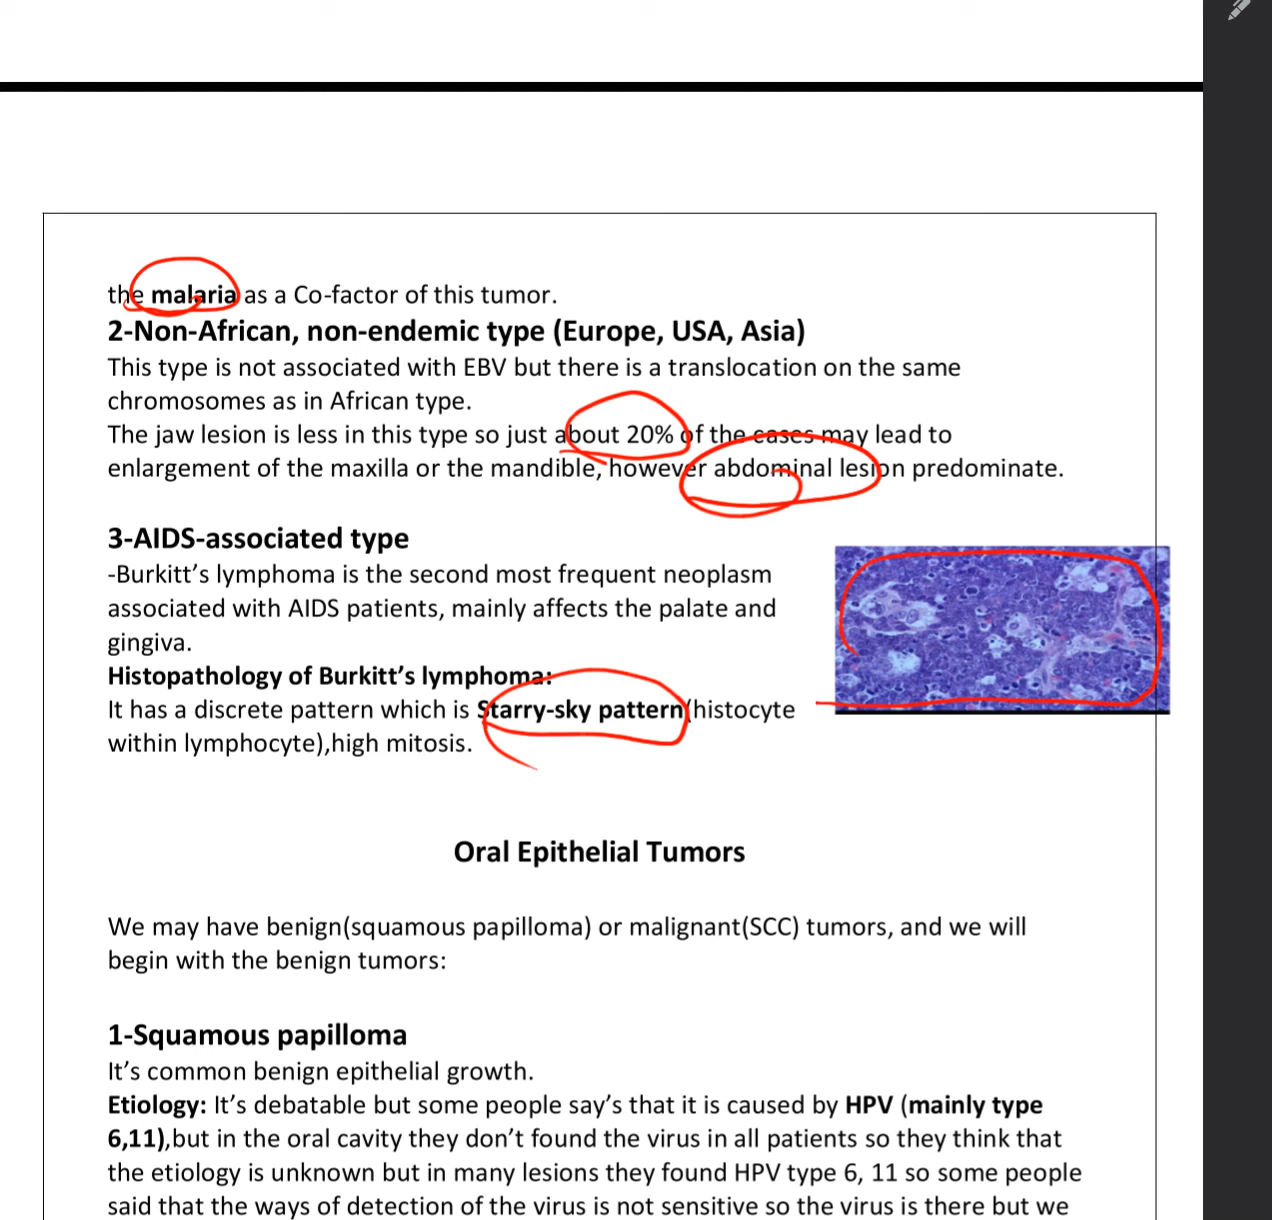 the malaria as a Co-factor of this tumor.
2-Non-African, non-endemic type (Europe, USA, Asia)
This type is not associated with EBV but there is a translocation on the same
chromosomes as in African type.
The jaw lesion is less in this type so just about 20% of the cases may lead to
enlargement of the maxilla or the mandible, however abdominal lesion predominate.
3-AIDS-associated type
-Burkitt’s lymphoma is the second most frequent neoplasm
associated with AIDS patients, mainly affects the palate and
gingiva.
Histopathology of Burkitt’s lymphoma:
It has a discrete pattern which is Starry-sky pattern(histocyte
within lymphocyte),high mitosis.
Oral Epithelial Tumors
We may have benign(squamous papilloma) or malignant(SCC) tumors, and we will
begin with the benign tumors:
1-Squamous papilloma
It’s common benign epithelial growth.
Etiology: It’s debatable but some people say’s that it is caused by HPV (mainly type
6,11),but in the oral cavity they don’t found the virus in all patients so they think that
the etiology is unknown but in many lesions they found HPV type 6, 11 so some people
said that the ways of detection of the virus is not sensitive so the virus is there but we